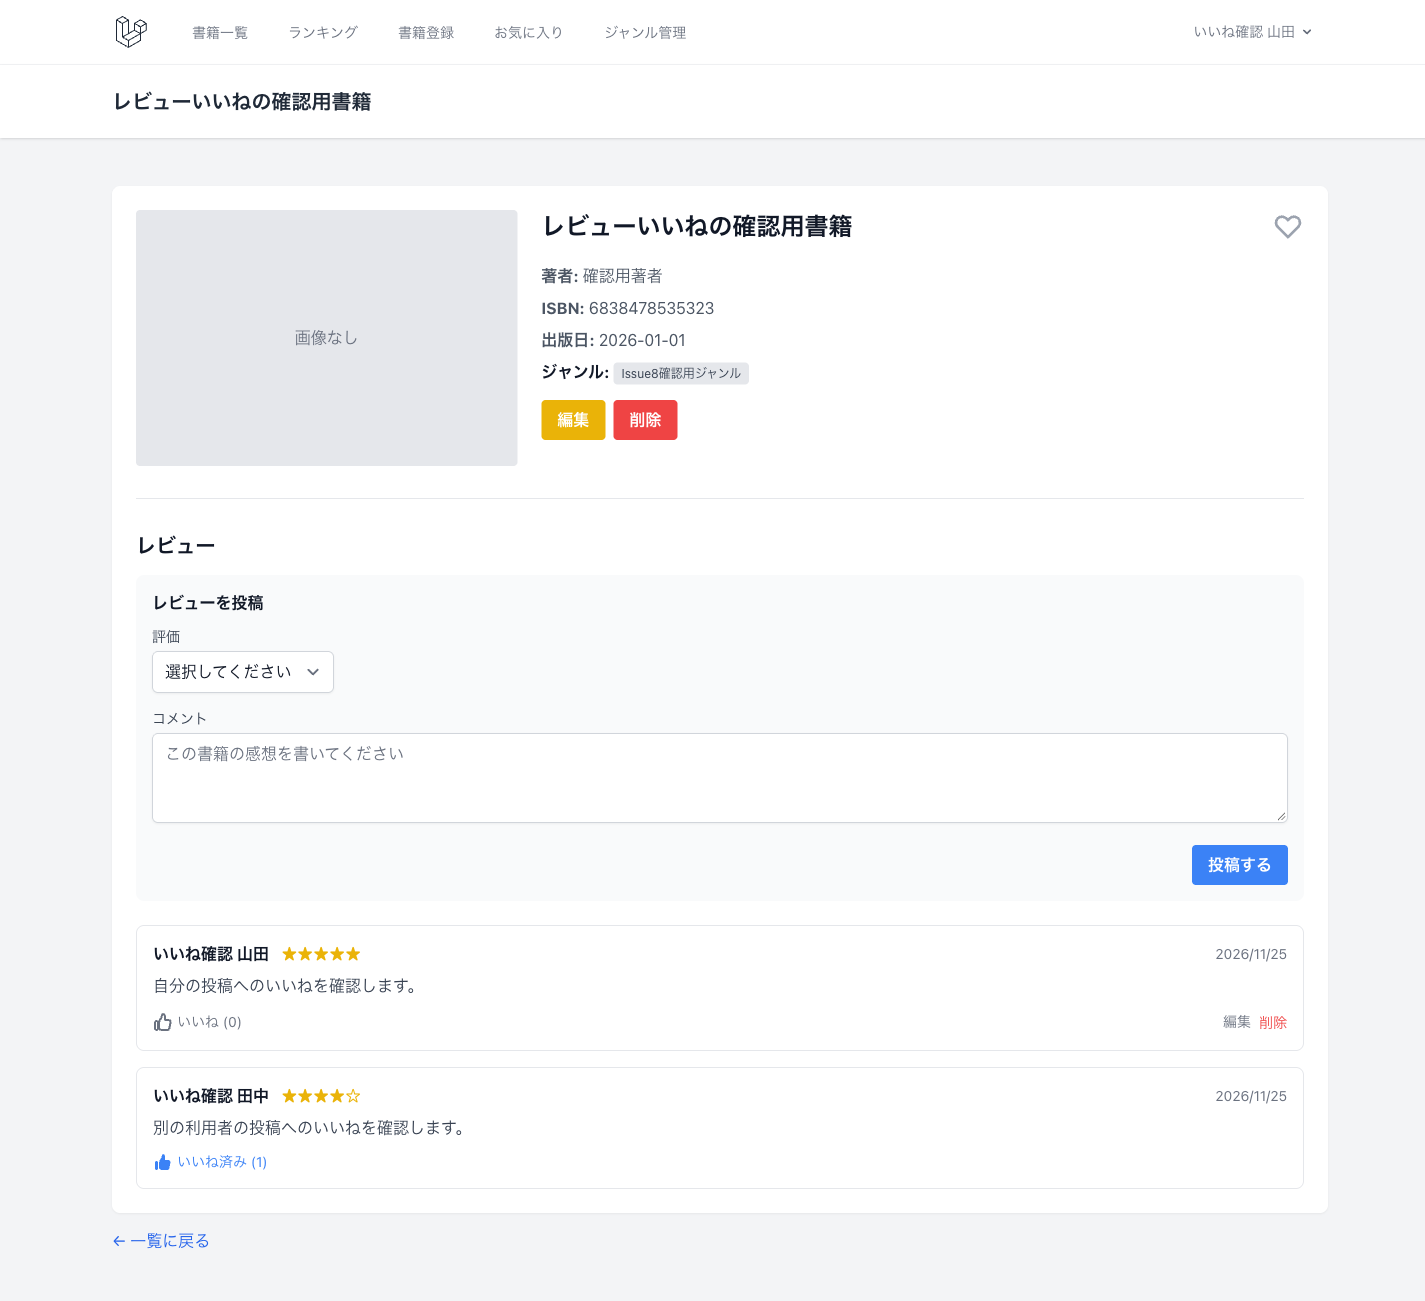 書籍一覧 ランキング 書籍登録 お気に入り ジャンル管理 いいね確認 山田
レビューいいねの確認用書籍
画像なし
レビューいいねの確認用書籍
著者: 確認用著者
ISBN: 6838478535323
出版日: 2026-01-01
ジャンル: Issue8確認用ジャンル
編集 削除
レビュー
レビューを投稿
評価
選択してください
コメント
この書籍の感想を書いてください
投稿する
いいね確認 山田 ★★★★★ 2026/11/25
自分の投稿へのいいねを確認します。
いいね (0) 編集 削除
いいね確認 田中 ★★★★☆ 2026/11/25
別の利用者の投稿へのいいねを確認します。
いいね済み (1)
← 一覧に戻る